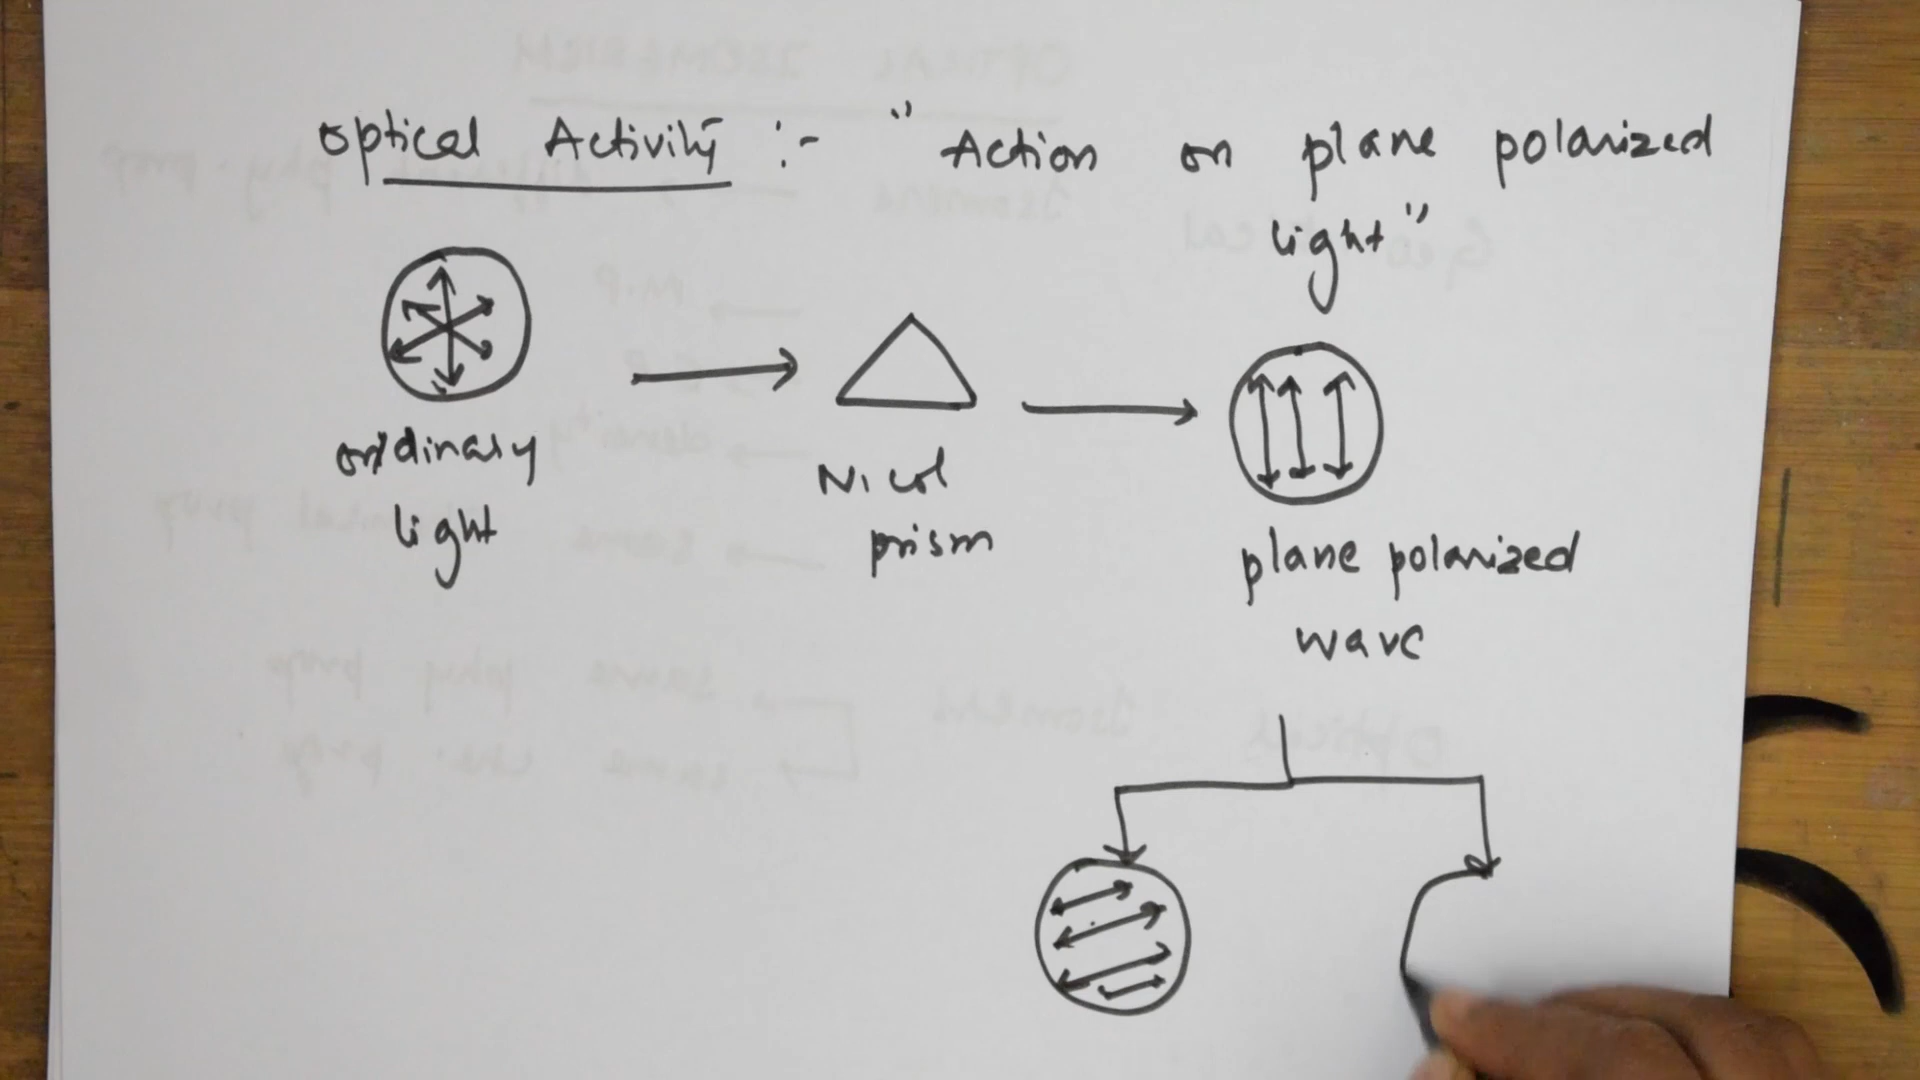 Optical Activity :- " Action on plane polarized
light "
ordinary
light
Nicol
prism
plane polarized
wave